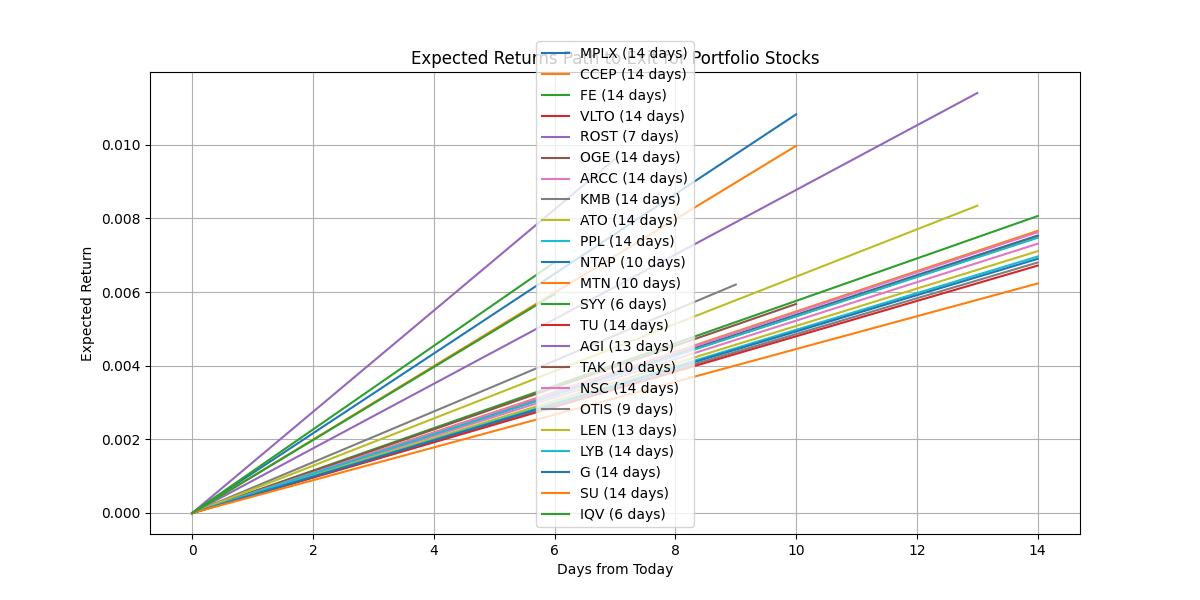 Expected Returns Path to Exit for Portfolio Stocks
MPLX (14 days)
CCEP (14 days)
FE (14 days)
VLTO (14 days)
ROST (7 days)
OGE (14 days)
ARCC (14 days)
KMB (14 days)
ATO (14 days)
PPL (14 days)
NTAP (10 days)
MTN (10 days)
SYY (6 days)
TU (14 days)
AGI (13 days)
TAK (10 days)
NSC (14 days)
OTIS (9 days)
LEN (13 days)
LYB (14 days)
G (14 days)
SU (14 days)
IQV (6 days)
Expected Return
0.010
0.008
0.006
0.004
0.002
0.000
0 2 4 6 8 10 12 14
Days from Today